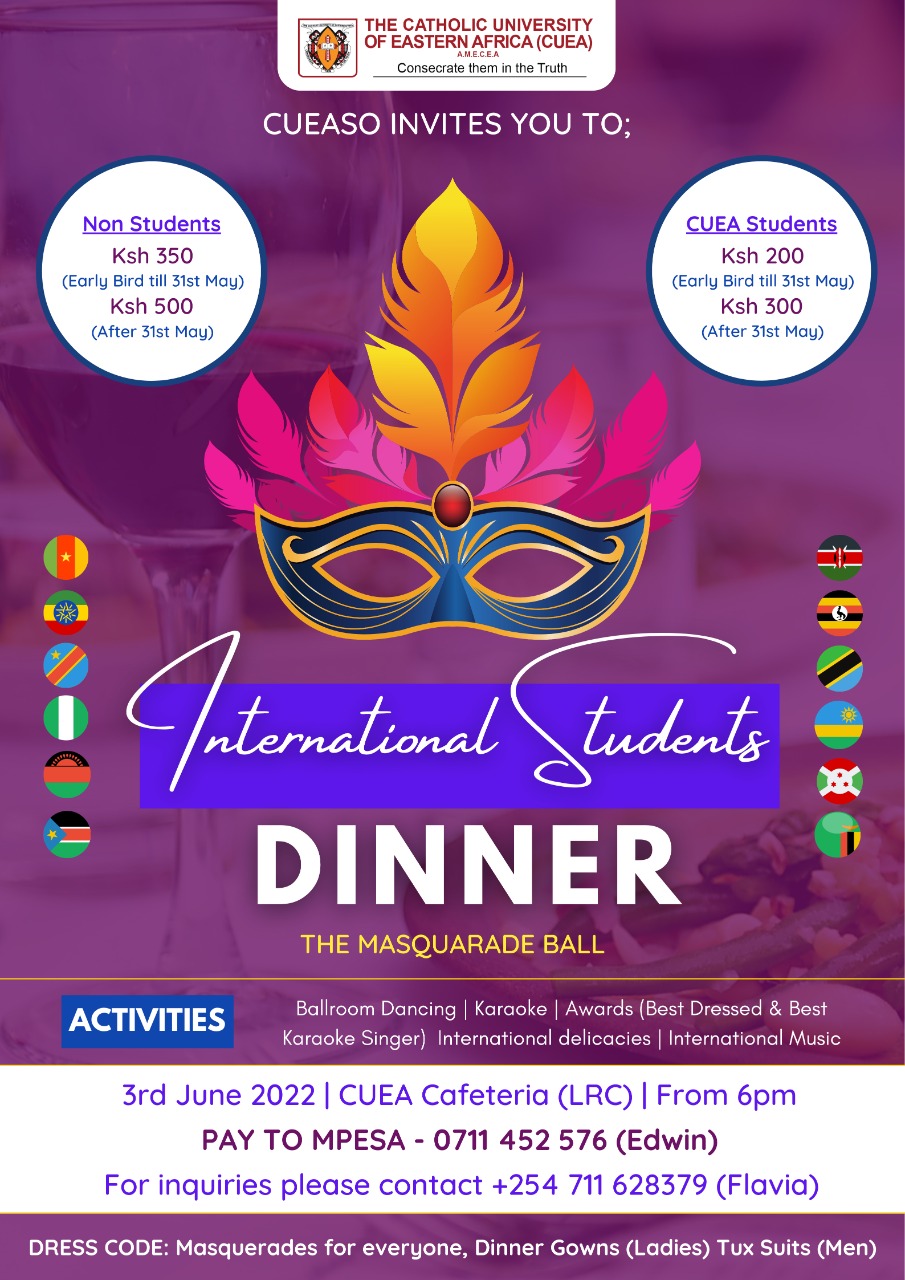 THE CATHOLIC UNIVERSITY
OF EASTERN AFRICA (CUEA)
A.M.E.C.E.A
Consecrate them in the Truth
CUEASO INVITES YOU TO;
Non Students
Ksh 350
(Early Bird till 31st May)
Ksh 500
(After 31st May)
CUEA Students
Ksh 200
(Early Bird till 31st May)
Ksh 300
(After 31st May)
International Students
DINNER
THE MASQUARADE BALL
ACTIVITIES
Ballroom Dancing | Karaoke | Awards (Best Dressed & Best
Karaoke Singer) International delicacies | International Music
3rd June 2022 | CUEA Cafeteria (LRC) | From 6pm
PAY TO MPESA - 0711 452 576 (Edwin)
For inquiries please contact +254 711 628379 (Flavia)
DRESS CODE: Masquerades for everyone, Dinner Gowns (Ladies) Tux Suits (Men)